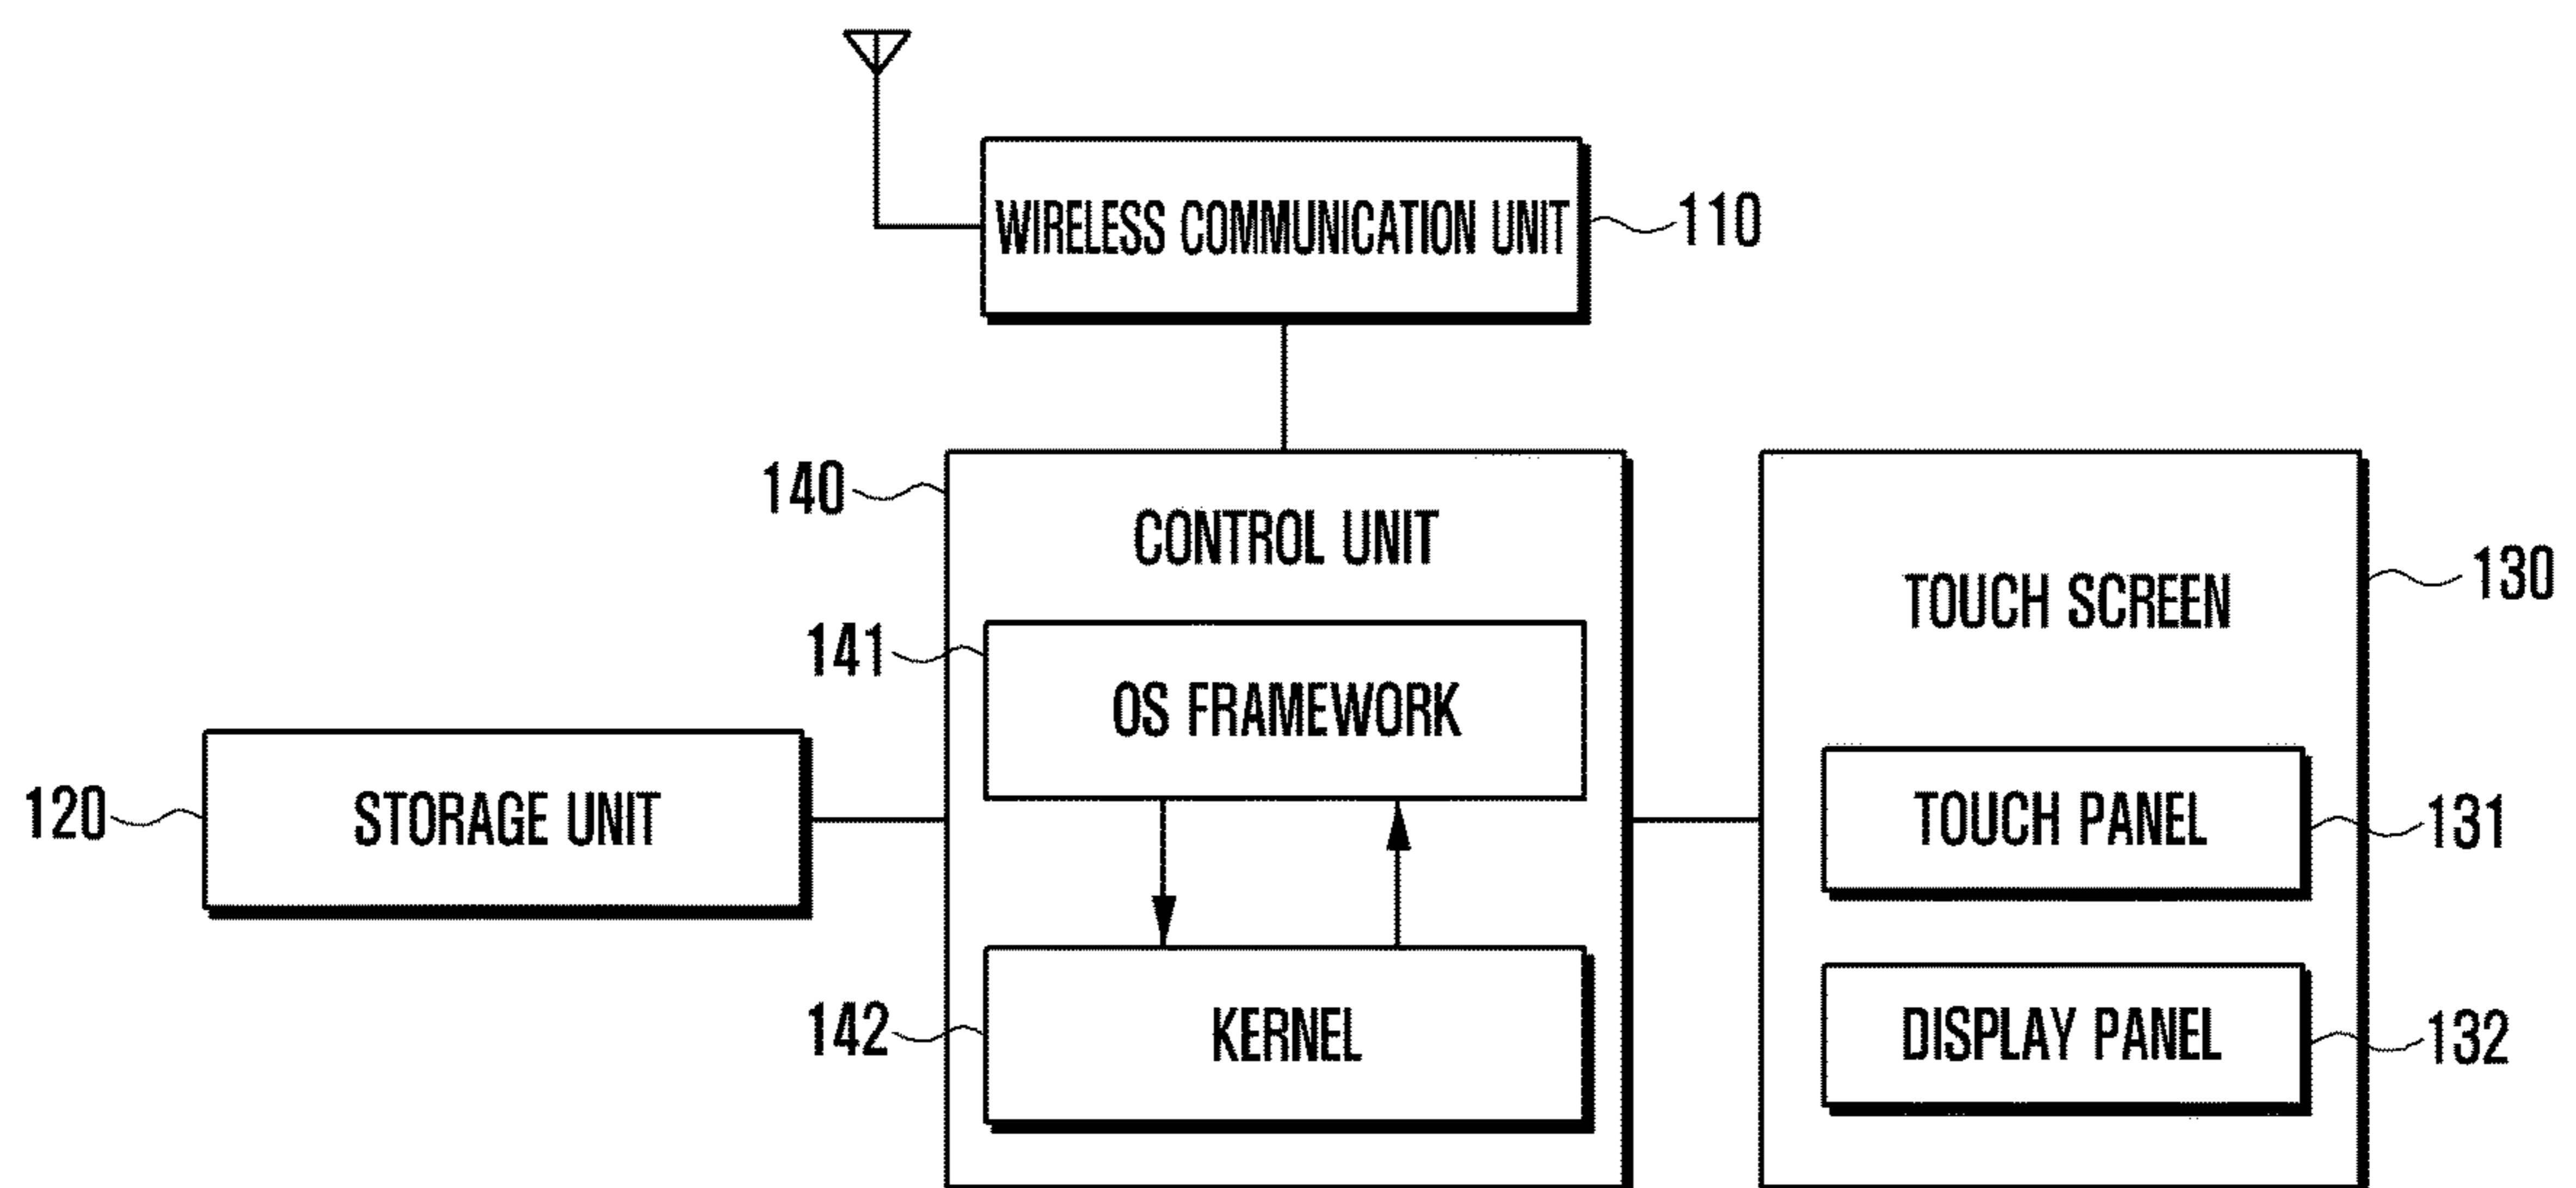 WIRELESS COMMUNICATION UNIT
110
140
CONTROL UNIT
141
OS FRAMEWORK
142
KERNEL
120
STORAGE UNIT
TOUCH SCREEN
130
TOUCH PANEL
131
DISPLAY PANEL
132